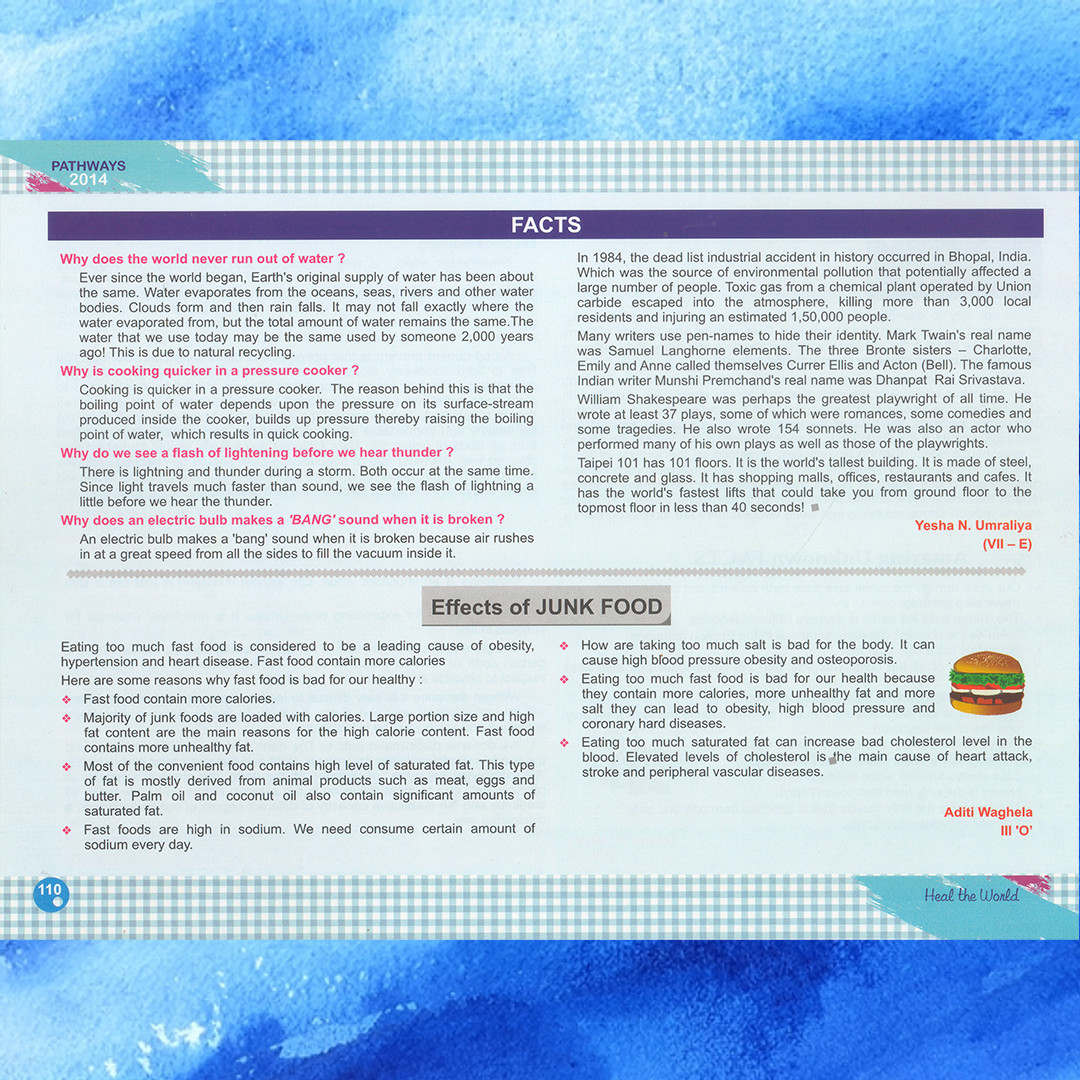 PATHWAYS
2014
FACTS
Why does the world never run out of water ?
Ever since the world began, Earth's original supply of water has been about
the same. Water evaporates from the oceans, seas, rivers and other water
bodies. Clouds form and then rain falls. It may not fall exactly where the
water evaporated from, but the total amount of water remains the same.The
water that we use today may be the same used by someone 2,000 years
ago! This is due to natural recycling.
Why is cooking quicker in a pressure cooker ?
Cooking is quicker in a pressure cooker. The reason behind this is that the
boiling point of water depends upon the pressure on its surface-stream
produced inside the cooker, builds up pressure thereby raising the boiling
point of water, which results in quick cooking.
Why do we see a flash of lightening before we hear thunder ?
There is lightning and thunder during a storm. Both occur at the same time.
Since light travels much faster than sound, we see the flash of lightning a
little before we hear the thunder.
Why does an electric bulb makes a 'BANG' sound when it is broken ?
An electric bulb makes a 'bang' sound when it is broken because air rushes
in at a great speed from all the sides to fill the vacuum inside it.
In 1984, the dead list industrial accident in history occurred in Bhopal, India.
Which was the source of environmental pollution that potentially affected a
large number of people. Toxic gas from a chemical plant operated by Union
carbide escaped into the atmosphere, killing more than 3,000 local
residents and injuring an estimated 1,50,000 people.
Many writers use pen-names to hide their identity. Mark Twain's real name
was Samuel Langhorne elements. The three Bronte sisters – Charlotte,
Emily and Anne called themselves Currer Ellis and Acton (Bell). The famous
Indian writer Munshi Premchand's real name was Dhanpat Rai Srivastava.
William Shakespeare was perhaps the greatest playwright of all time. He
wrote at least 37 plays, some of which were romances, some comedies and
some tragedies. He also wrote 154 sonnets. He was also an actor who
performed many of his own plays as well as those of the playwrights.
Taipei 101 has 101 floors. It is the world's tallest building. It is made of steel,
concrete and glass. It has shopping malls, offices, restaurants and cafes. It
has the world's fastest lifts that could take you from ground floor to the
topmost floor in less than 40 seconds!
Yesha N. Umraliya
(VII – E)
Effects of JUNK FOOD
Eating too much fast food is considered to be a leading cause of obesity,
hypertension and heart disease. Fast food contain more calories
Here are some reasons why fast food is bad for our healthy :
❖ Fast food contain more calories.
❖ Majority of junk foods are loaded with calories. Large portion size and high
fat content are the main reasons for the high calorie content. Fast food
contains more unhealthy fat.
❖ Most of the convenient food contains high level of saturated fat. This type
of fat is mostly derived from animal products such as meat, eggs and
butter. Palm oil and coconut oil also contain significant amounts of
saturated fat.
❖ Fast foods are high in sodium. We need consume certain amount of
sodium every day.
❖ How are taking too much salt is bad for the body. It can
cause high blood pressure obesity and osteoporosis.
❖ Eating too much fast food is bad for our health because
they contain more calories, more unhealthy fat and more
salt they can lead to obesity, high blood pressure and
coronary hard diseases.
❖ Eating too much saturated fat can increase bad cholesterol level in the
blood. Elevated levels of cholesterol is the main cause of heart attack,
stroke and peripheral vascular diseases.
Aditi Waghela
III 'O'
110
Heal the World